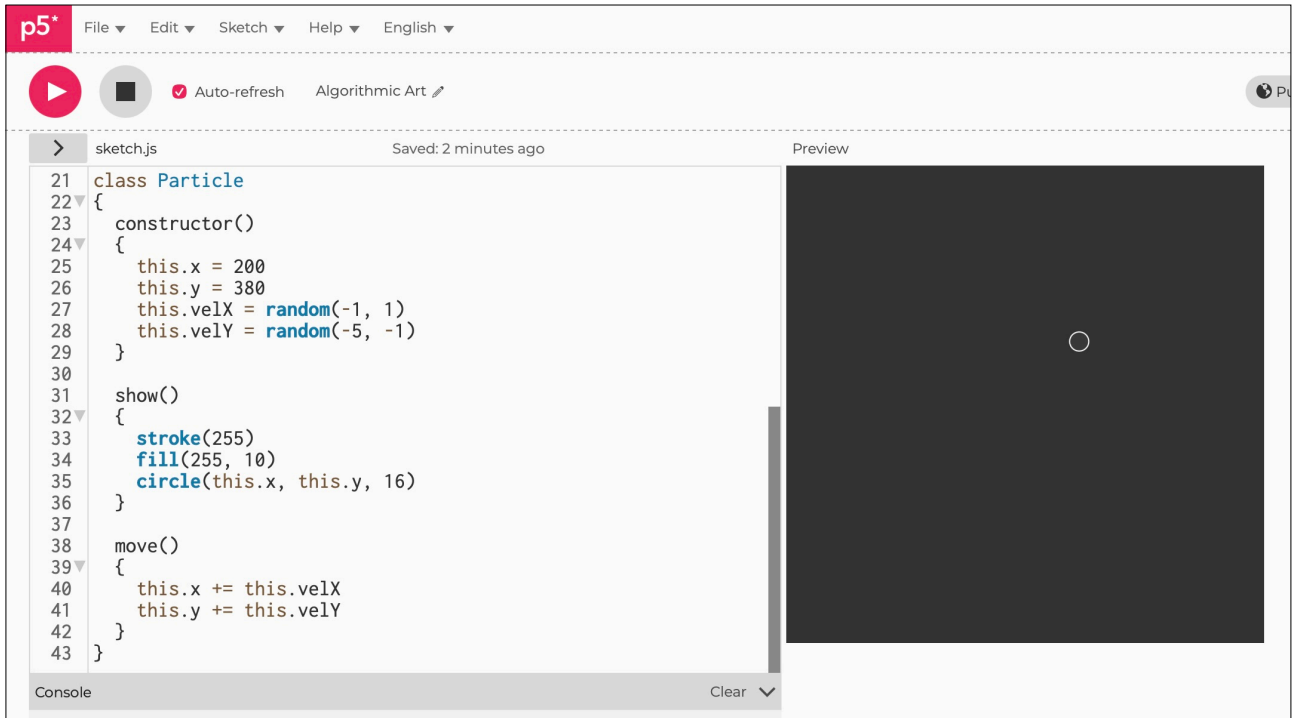 p5* File Edit Sketch Help English
Auto-refresh Algorithmic Art
sketch.js Saved: 2 minutes ago Preview
21 class Particle
22 {
23   constructor()
24   {
25     this.x = 200
26     this.y = 380
27     this.velX = random(-1, 1)
28     this.velY = random(-5, -1)
29   }
30
31   show()
32   {
33     stroke(255)
34     fill(255, 10)
35     circle(this.x, this.y, 16)
36   }
37
38   move()
39   {
40     this.x += this.velX
41     this.y += this.velY
42   }
43 }
Console Clear